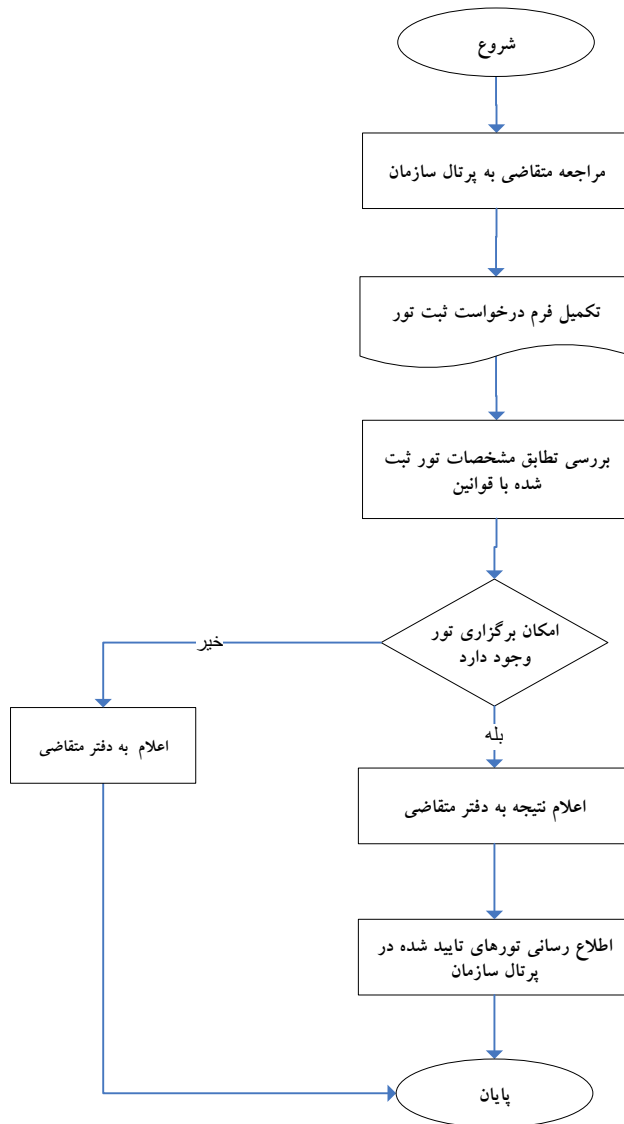 شروع
مراجعه متقاضی به پرتال سازمان
تکمیل فرم درخواست ثبت تور
بررسی تطابق مشخصات تور ثبت
شده با قوانین
امکان برگزاری تور
وجود دارد
خیر
بله
اعلام  به دفتر متقاضی
اعلام نتیجه به دفتر متقاضی
اطلاع رسانی تورهای تایید شده در
پرتال سازمان
پایان